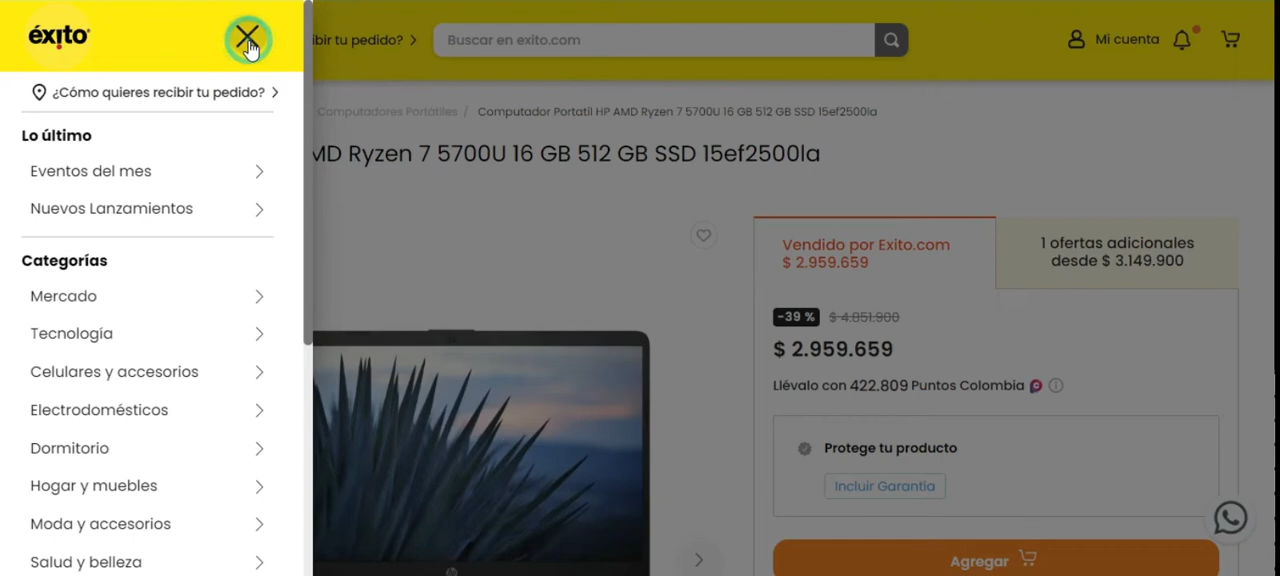 éxito
ibir tu pedido?
Buscar en exito.com
Mi cuenta
¿Cómo quieres recibir tu pedido?
Lo último
Eventos del mes
Nuevos Lanzamientos
Categorías
Mercado
Tecnología
Celulares y accesorios
Electrodomésticos
Dormitorio
Hogar y muebles
Moda y accesorios
Salud y belleza
Computadores Portátiles / Computador Portatil HP AMD Ryzen 7 5700U 16 GB 512 GB SSD 15ef2500la
MD Ryzen 7 5700U 16 GB 512 GB SSD 15ef2500la
Vendido por Exito.com
$ 2.959.659
1 ofertas adicionales
desde $ 3.149.900
-39 % $ 4.851.900
$ 2.959.659
Llévalo con 422.809 Puntos Colombia
Protege tu producto
Incluir Garantía
Agregar
hp